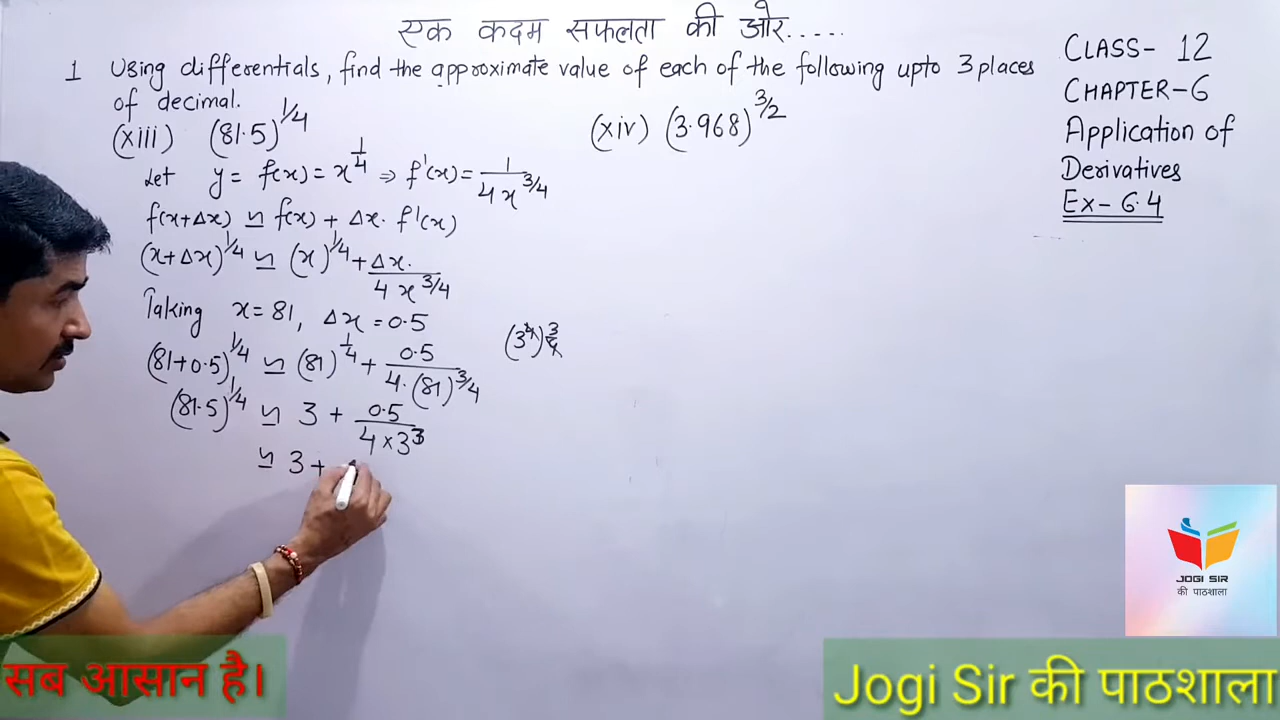 एक कदम सफलता की ओर.....
1 Using differentials, find the approximate value of each of the following upto 3 places
of decimal.
(xiii) (81.5)^1/4
Let y = f(x) = x^1/4 ⇒ f'(x) = 1/4x^3/4
f(x+Δx) ≃ f(x) + Δx. f'(x)
(x+Δx)^1/4 ≃ (x)^1/4 + Δx./4x^3/4
Taking x = 81, Δx = 0.5
(81+0.5)^1/4 ≃ (81)^1/4 + 0.5/4.(81)^3/4
(3^4)^3/4
(81.5)^1/4 ≃ 3 + 0.5/4×3^3
≃ 3 +
(xiv) (3.968)^3/2
CLASS- 12
CHAPTER-6
Application of
Derivatives
Ex- 6.4
JOGI SIR
की पाठशाला
सब आसान है।
Jogi Sir की पाठशाला